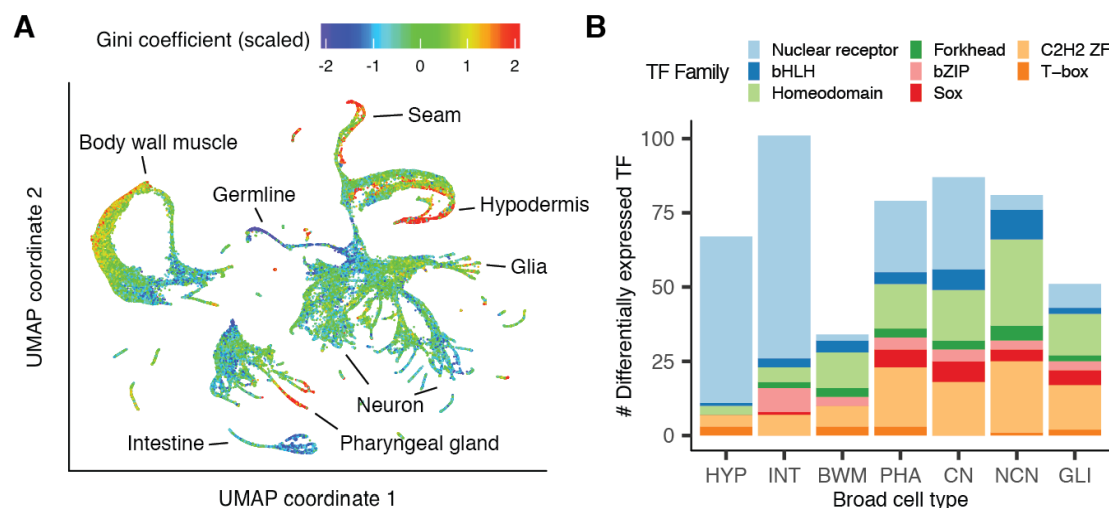 A
Gini coefficient (scaled)
-2 -1 0 1 2
Seam
Body wall muscle
Germline
Hypodermis
Glia
Neuron
Intestine
Pharyngeal gland
UMAP coordinate 2
UMAP coordinate 1
B
TF Family
Nuclear receptor Forkhead C2H2 ZF
bHLH bZIP T-box
Homeodomain Sox
# Differentially expressed TF
100
75
50
25
0
HYP INT BWM PHA CN NCN GLI
Broad cell type